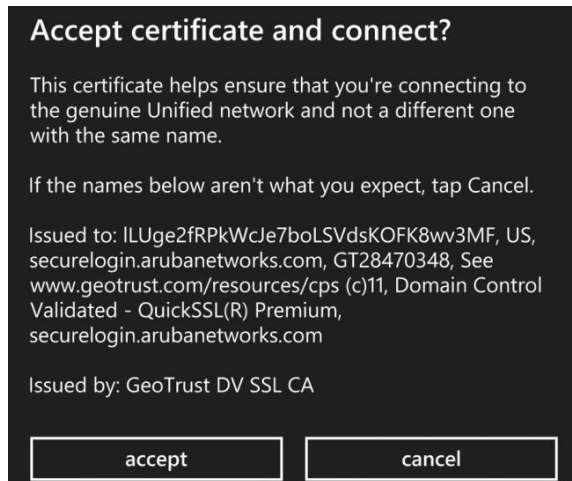 Accept certificate and connect?
This certificate helps ensure that you're connecting to
the genuine Unified network and not a different one
with the same name.
If the names below aren't what you expect, tap Cancel.
Issued to: lLUge2fRPkWcJe7boLSVdsKOFK8wv3MF, US,
securelogin.arubanetworks.com, GT28470348, See
www.geotrust.com/resources/cps (c)11, Domain Control
Validated - QuickSSL(R) Premium,
securelogin.arubanetworks.com
Issued by: GeoTrust DV SSL CA
accept cancel